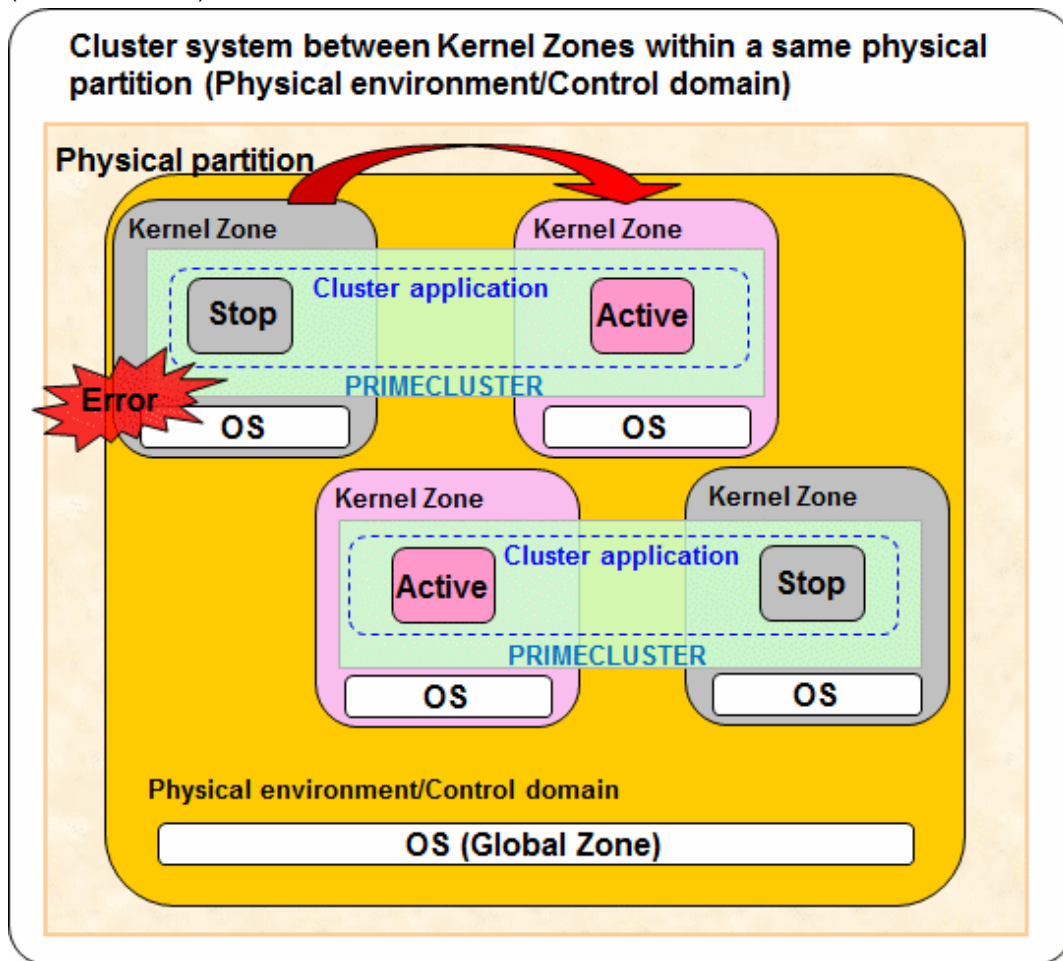 Cluster system between Kernel Zones within a same physical
partition (Physical environment/Control domain)
Physical partition
Kernel Zone
Kernel Zone
Cluster application
Stop
Active
PRIMECLUSTER
Error
OS
OS
Kernel Zone
Kernel Zone
Cluster application
Active
Stop
PRIMECLUSTER
OS
OS
Physical environment/Control domain
OS (Global Zone)